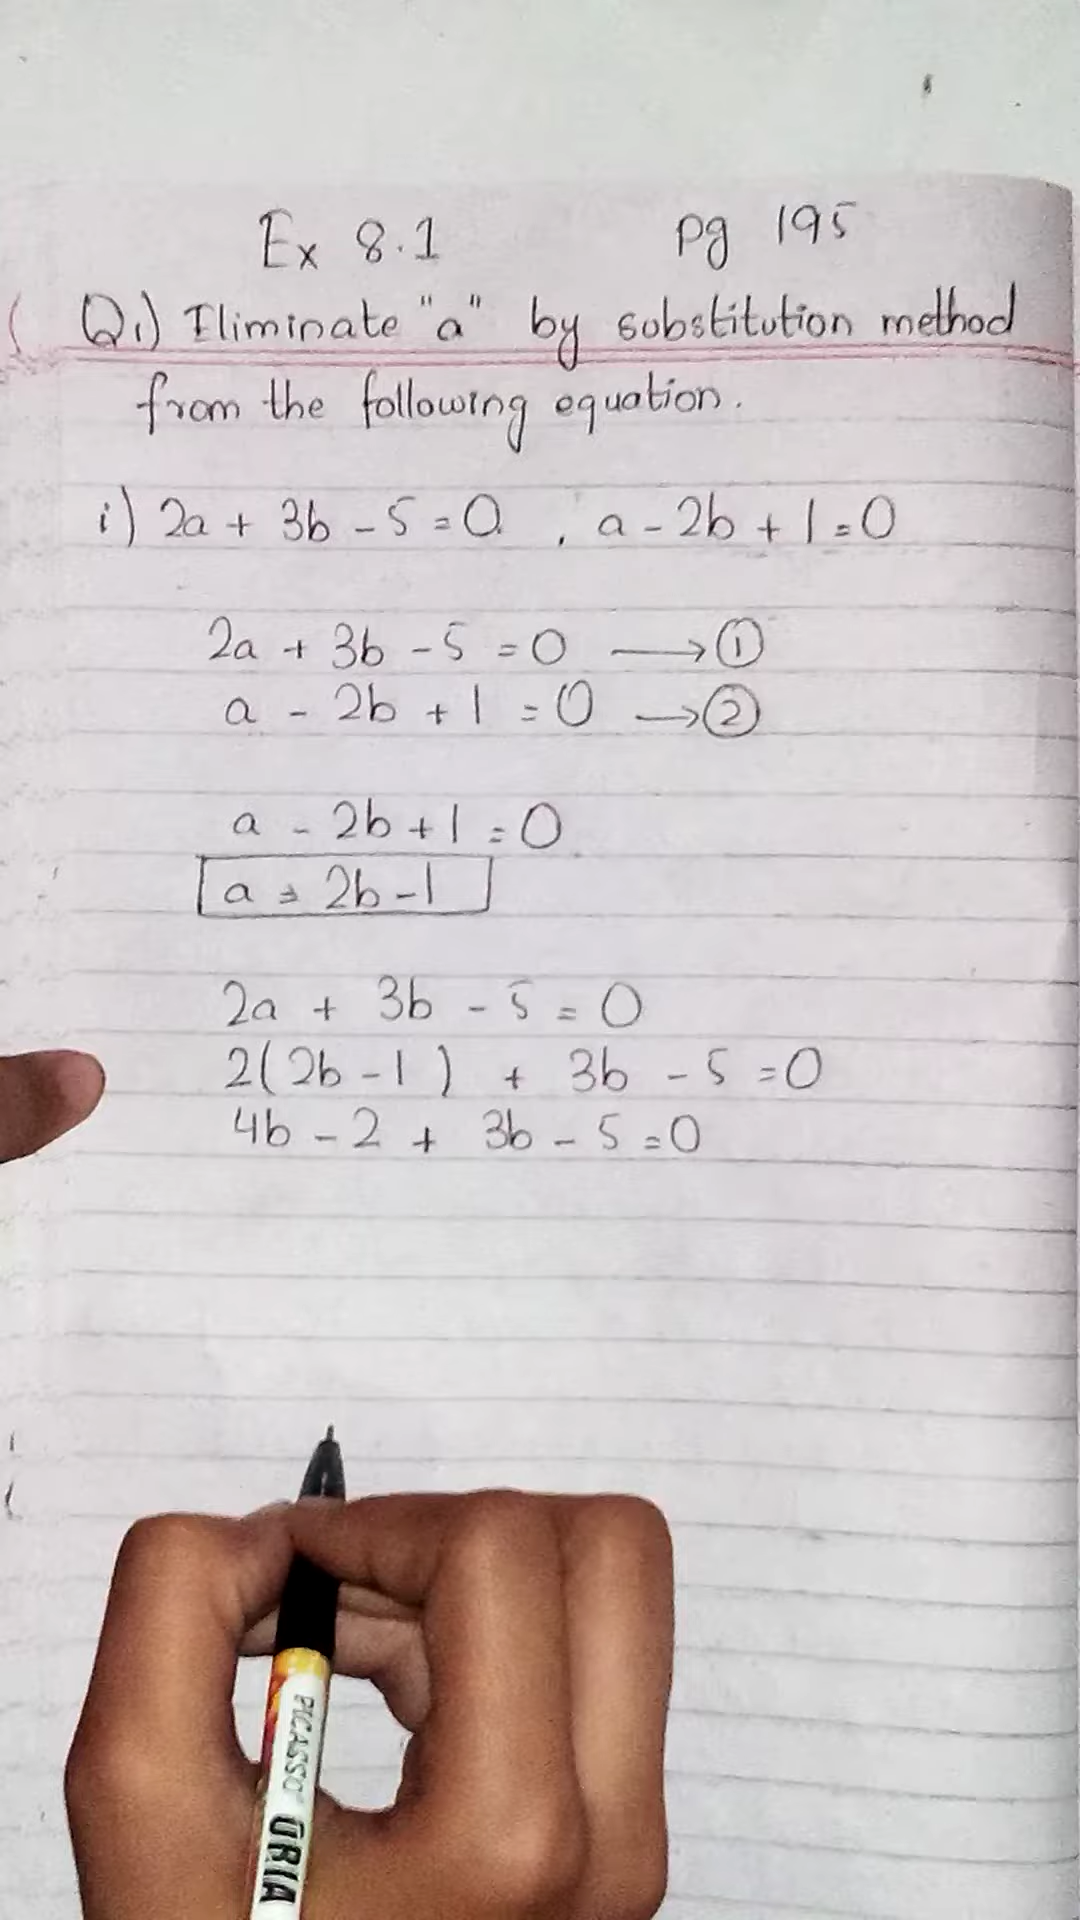 Ex 8.1 pg 195
Q1) Iliminate "a" by substitution method
from the following equation.
i) 2a + 3b - 5 = 0 , a - 2b + 1 = 0
2a + 3b - 5 = 0 ⟶ ①
a - 2b + 1 = 0 ⟶ ②
a - 2b + 1 = 0
a = 2b - 1
2a + 3b - 5 = 0
2(2b - 1) + 3b - 5 = 0
4b - 2 + 3b - 5 = 0
PICASSO ORIA